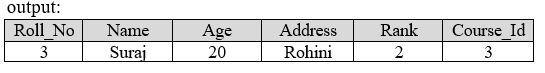 output:
Roll_No Name Age Address Rank Course_Id
3 Suraj 20 Rohini 2 3